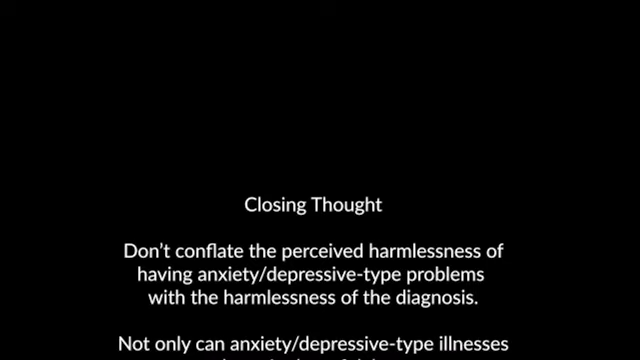 Closing Thought
Don't conflate the perceived harmlessness of
having anxiety/depressive-type problems
with the harmlessness of the diagnosis.
Not only can anxiety/depressive-type illnesses